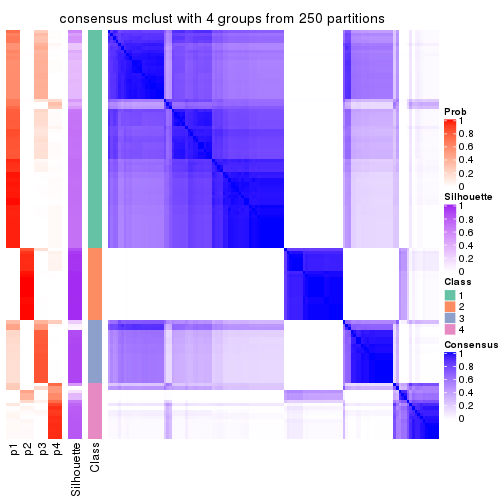 consensus mclust with 4 groups from 250 partitions
Prob
1
0.8
0.6
0.4
0.2
0
Silhouette
1
0.8
0.6
0.4
0.2
0
Class
1
2
3
4
Consensus
1
0.8
0.6
0.4
0.2
0
p1
p2
p3
p4
Silhouette
Class